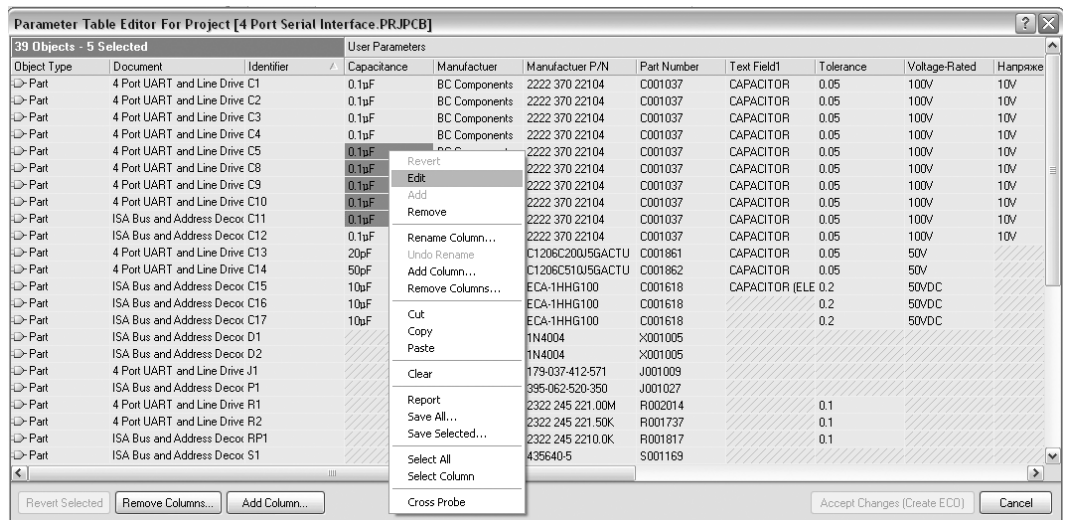 Parameter Table Editor For Project [4 Port Serial Interface.PRJPCB]
39 Objects - 5 Selected User Parameters
Object Type Document Identifier Capacitance Manufactuer Manufactuer P/N Part Number Text Field1 Tolerance Voltage-Rated Напряже
Part 4 Port UART and Line Drive C1 0.1µF BC Components 2222 370 22104 C001037 CAPACITOR 0.05 100V 10V
Part 4 Port UART and Line Drive C2 0.1µF BC Components 2222 370 22104 C001037 CAPACITOR 0.05 100V 10V
Part 4 Port UART and Line Drive C3 0.1µF BC Components 2222 370 22104 C001037 CAPACITOR 0.05 100V 10V
Part 4 Port UART and Line Drive C4 0.1µF BC Components 2222 370 22104 C001037 CAPACITOR 0.05 100V 10V
Part 4 Port UART and Line Drive C5 0.1µF 2222 370 22104 C001037 CAPACITOR 0.05 100V 10V
Part 4 Port UART and Line Drive C8 0.1µF 2222 370 22104 C001037 CAPACITOR 0.05 100V 10V
Part 4 Port UART and Line Drive C9 0.1µF 2222 370 22104 C001037 CAPACITOR 0.05 100V 10V
Part 4 Port UART and Line Drive C10 0.1µF 2222 370 22104 C001037 CAPACITOR 0.05 100V 10V
Part ISA Bus and Address Decoc C11 0.1µF 2222 370 22104 C001037 CAPACITOR 0.05 100V 10V
Part ISA Bus and Address Decoc C12 0.1µF 2222 370 22104 C001037 CAPACITOR 0.05 100V 10V
Part 4 Port UART and Line Drive C13 20pF C1206C200J5GACTU C001861 CAPACITOR 0.05 50V
Part 4 Port UART and Line Drive C14 50pF C1206C510J5GACTU C001862 CAPACITOR 0.05 50V
Part ISA Bus and Address Decoc C15 10µF ECA-1HHG100 C001618 CAPACITOR (ELE 0.2 50VDC
Part ISA Bus and Address Decoc C16 10µF ECA-1HHG100 C001618 0.2 50VDC
Part ISA Bus and Address Decoc C17 10µF ECA-1HHG100 C001618 0.2 50VDC
Part ISA Bus and Address Decoc D1 1N4004 X001005
Part ISA Bus and Address Decoc D2 1N4004 X001005
Part 4 Port UART and Line Drive J1 179-037-412-571 J001009
Part ISA Bus and Address Decoc P1 395-062-520-350 J001027
Part 4 Port UART and Line Drive R1 2322 245 221.00M R002014 0.1
Part 4 Port UART and Line Drive R2 2322 245 221.50K R001737 0.1
Part ISA Bus and Address Decoc RP1 2322 245 2210.0K R001817 0.1
Part ISA Bus and Address Decoc S1 435640-5 S001169
Revert
Edit
Add
Remove
Rename Column...
Undo Rename
Add Column...
Remove Columns...
Cut
Copy
Paste
Clear
Report
Save All...
Save Selected...
Select All
Select Column
Cross Probe
Revert Selected Remove Columns... Add Column... Accept Changes (Create ECO) Cancel